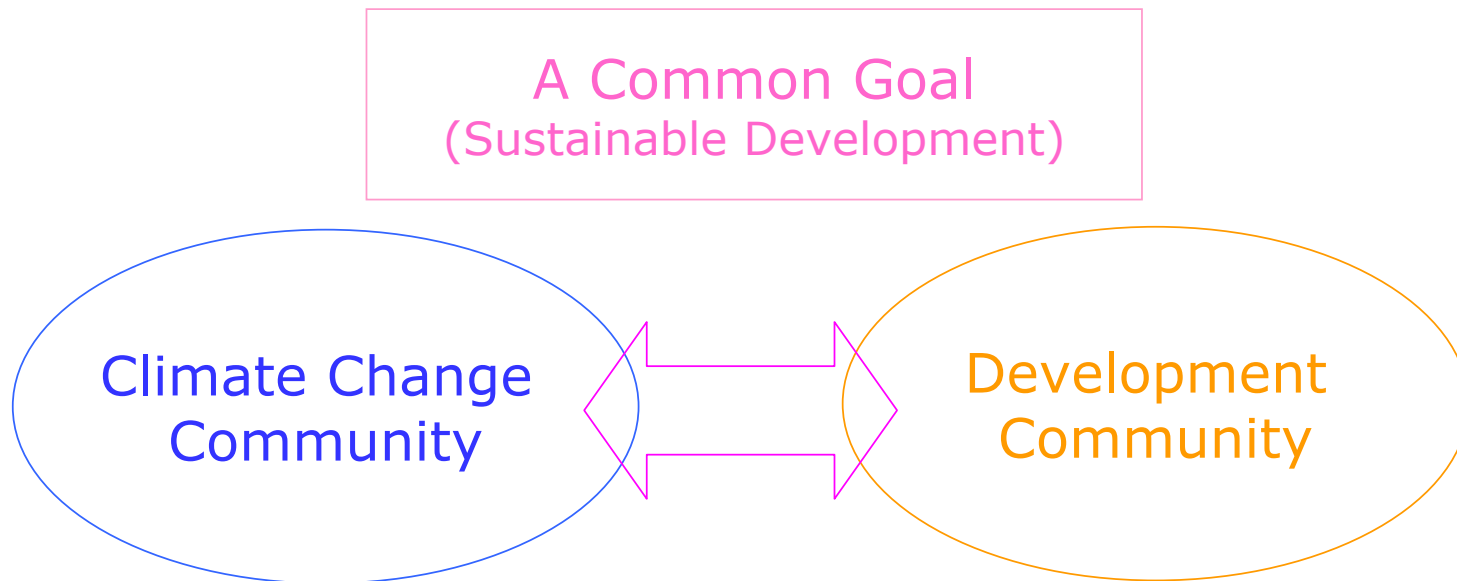 A Common Goal
(Sustainable Development)
Climate Change
Community
Development
Community